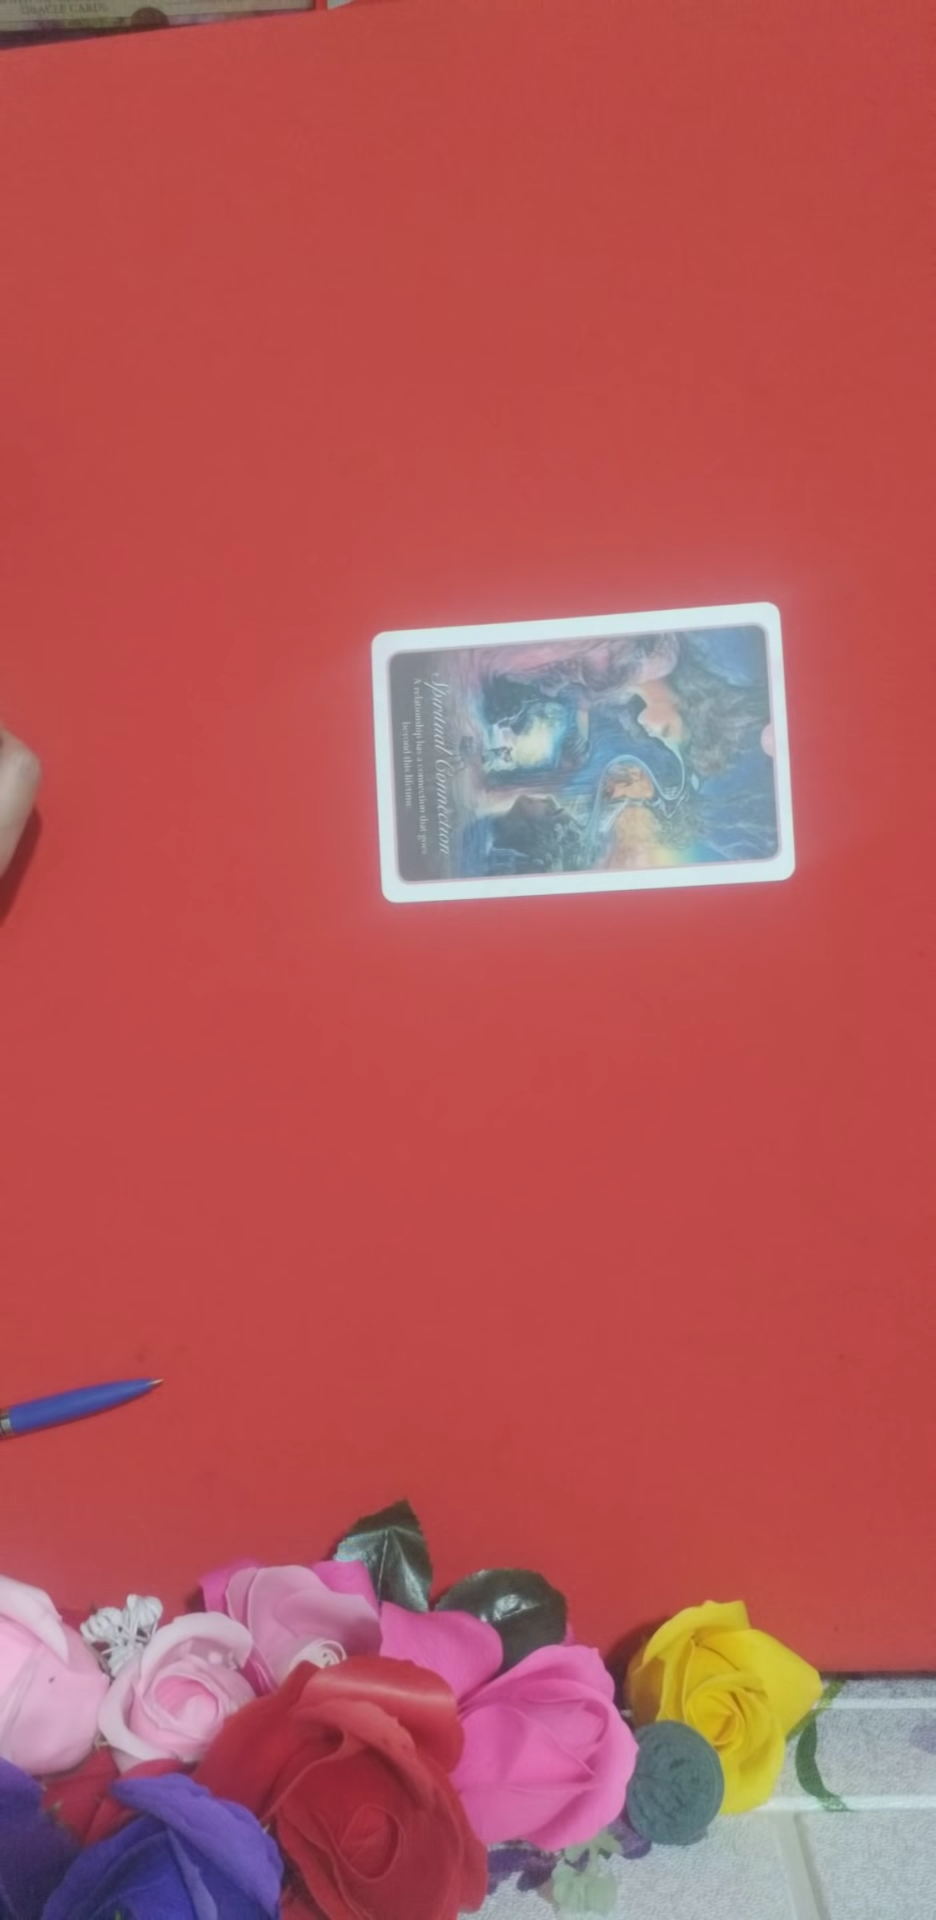 ORACLE CARDS
Spiritual Connection
A relationship has a connection that goes
beyond this lifetime.